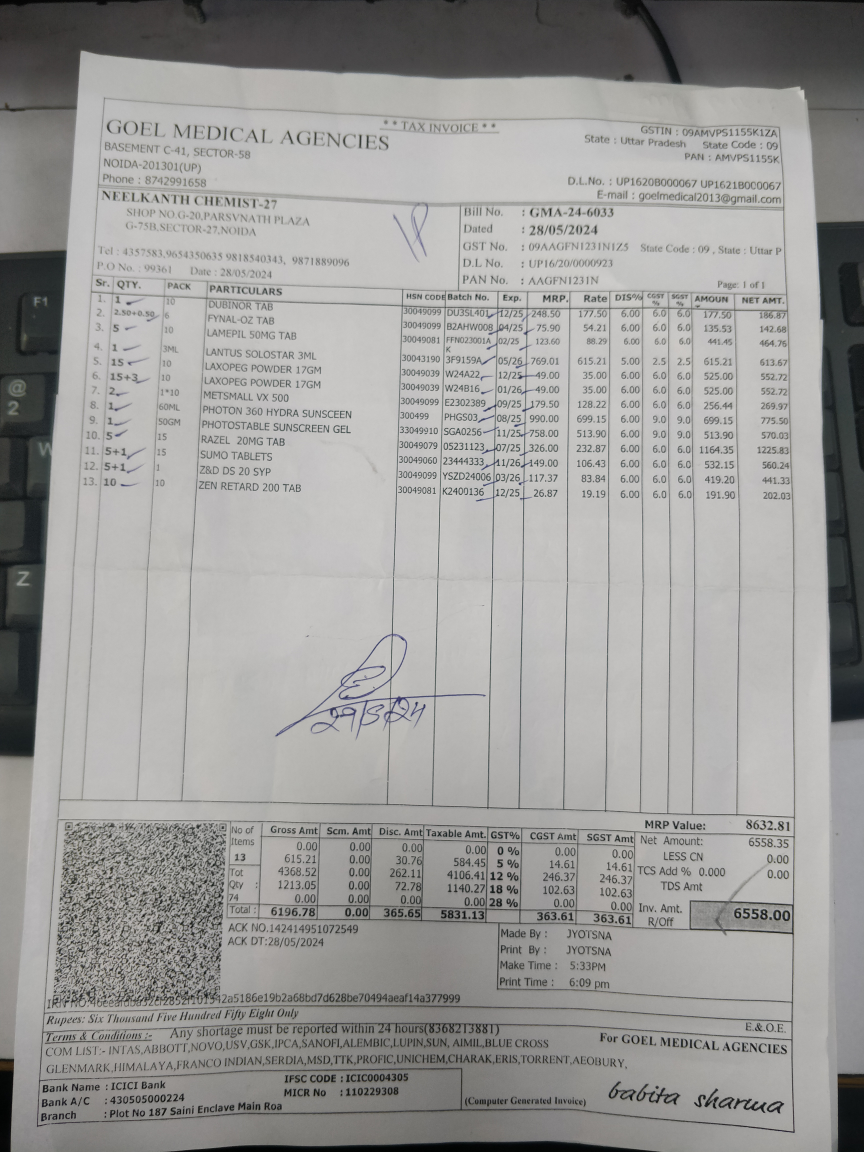 ** TAX INVOICE **
GOEL MEDICAL AGENCIES
BASEMENT C-41, SECTOR-58
NOIDA-201301(UP)
Phone : 8742991658
GSTIN : 09AMVPS1155K1ZA
State : Uttar Pradesh State Code : 09
PAN : AMVPS1155K
D.L.No. : UP1620B000067 UP1621B000067
E-mail : goelmedical2013@gmail.com
NEELKANTH CHEMIST-27
SHOP NO.G-20,PARSVNATH PLAZA
G-75B,SECTOR-27,NOIDA
Tel : 4357583,9654350635 9818540343, 9871889096
P.O No. : 99361 Date : 28/05/2024
Bill No. : GMA-24-6033
Dated : 28/05/2024
GST No. : 09AAGFN1231N1Z5 State Code : 09 , State : Uttar P
D.L No. : UP16/20/0000923
PAN No. : AAGFN1231N
Page: 1 of 1
Sr. QTY. PACK PARTICULARS HSN CODE Batch No. Exp. MRP. Rate DIS% CGST % SGST % AMOUN NET AMT.
1. 1 10 DUBINOR TAB 30049099 DU35L401 12/25 248.50 177.50 6.00 6.0 6.0 177.50 186.87
2. 2.50+0.50 6 FYNAL-OZ TAB 30049099 B2AHW008 04/25 75.90 54.21 6.00 6.0 6.0 135.53 142.68
3. 5 10 LAMEPIL 50MG TAB 30049081 FFN023001A K 02/25 123.60 88.29 6.00 6.0 6.0 441.45 464.76
4. 1 3ML LANTUS SOLOSTAR 3ML 30043190 3F9159A 05/26 769.01 615.21 5.00 2.5 2.5 615.21 613.67
5. 15 10 LAXOPEG POWDER 17GM 30049039 W24A22 12/25 49.00 35.00 6.00 6.0 6.0 525.00 552.72
6. 15+3 10 LAXOPEG POWDER 17GM 30049039 W24B16 01/26 49.00 35.00 6.00 6.0 6.0 525.00 552.72
7. 2 1*10 METSMALL VX 500 30049099 E2302389 09/25 179.50 128.22 6.00 6.0 6.0 256.44 269.97
8. 1 60ML PHOTON 360 HYDRA SUNSCEEN 300499 PHGS03 08/25 990.00 699.15 6.00 9.0 9.0 699.15 775.50
9. 1 50GM PHOTOSTABLE SUNSCREEN GEL 33049910 SGA0256 11/25 758.00 513.90 6.00 9.0 9.0 513.90 570.03
10. 5 15 RAZEL 20MG TAB 30049079 05231123 07/25 326.00 232.87 6.00 6.0 6.0 1164.35 1225.83
11. 5+1 15 SUMO TABLETS 30049060 23444333 11/26 149.00 106.43 6.00 6.0 6.0 532.15 560.24
12. 5+1 1 Z&D DS 20 SYP 30049099 YSZD24006 03/26 117.37 83.84 6.00 6.0 6.0 419.20 441.33
13. 10 10 ZEN RETARD 200 TAB 30049081 K2400136 12/25 26.87 19.19 6.00 6.0 6.0 191.90 202.03
29/5/24
MRP Value: 8632.81
No of Items 13 Tot Qty : 74
Gross Amt Scm. Amt Disc. Amt Taxable Amt. GST% CGST Amt SGST Amt
0.00 0.00 0.00 0.00 0 % 0.00 0.00
615.21 0.00 30.76 584.45 5 % 14.61 14.61
4368.52 0.00 262.11 4106.41 12 % 246.37 246.37
1213.05 0.00 72.78 1140.27 18 % 102.63 102.63
0.00 0.00 0.00 0.00 28 % 0.00 0.00
Total : 6196.78 0.00 365.65 5831.13 363.61 363.61
Net Amount: 6558.35
LESS CN 0.00
TCS Add % 0.000 0.00
TDS Amt
Inv. Amt. R/Off 6558.00
ACK NO.142414951072549
ACK DT:28/05/2024
Made By : JYOTSNA
Print By : JYOTSNA
Make Time : 5:33PM
Print Time : 6:09 pm
Rupees: Six Thousand Five Hundred Fifty Eight Only
E.&O.E.
Terms & Conditions :- Any shortage must be reported within 24 hours(8368213881)
COM LIST:- INTAS,ABBOTT,NOVO,USV,GSK,IPCA,SANOFI,ALEMBIC,LUPIN,SUN, AIMIL,BLUE CROSS
GLENMARK,HIMALAYA,FRANCO INDIAN,SERDIA,MSD,TTK,PROFIC,UNICHEM,CHARAK,ERIS,TORRENT,AEOBURY,
For GOEL MEDICAL AGENCIES
Bank Name : ICICI Bank
Bank A/C : 430505000224
Branch : Plot No 187 Saini Enclave Main Roa
IFSC CODE : ICIC0004305
MICR No : 110229308
(Computer Generated Invoice)
babita sharma
F1
@
2
W
Z